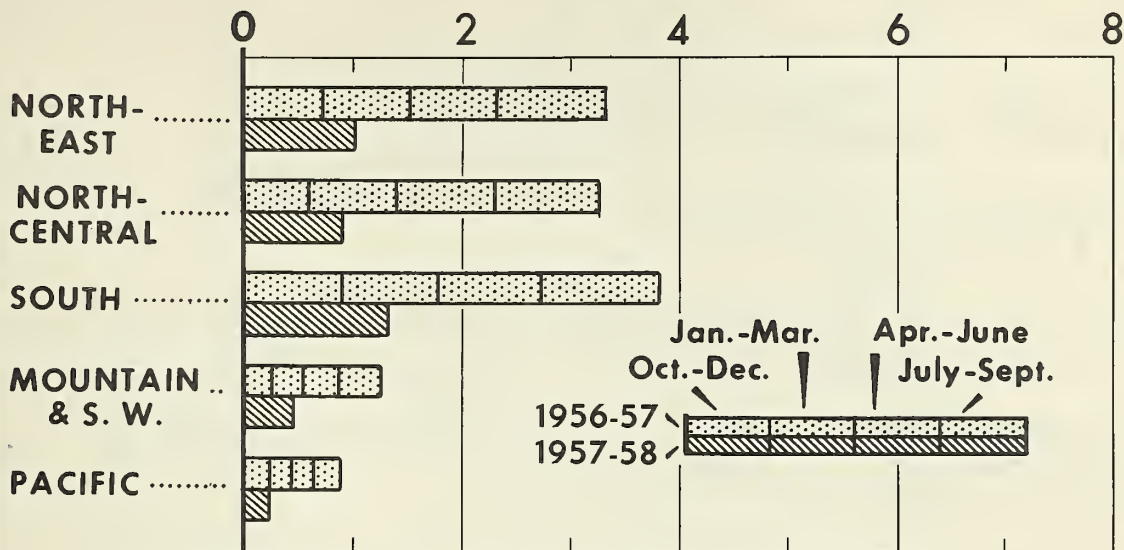 0 2 4 6 8
NORTH-
EAST
NORTH-
CENTRAL
SOUTH
MOUNTAIN
& S. W.
PACIFIC
Jan.-Mar. Apr.-June
Oct.-Dec. July-Sept.
1956-57
1957-58